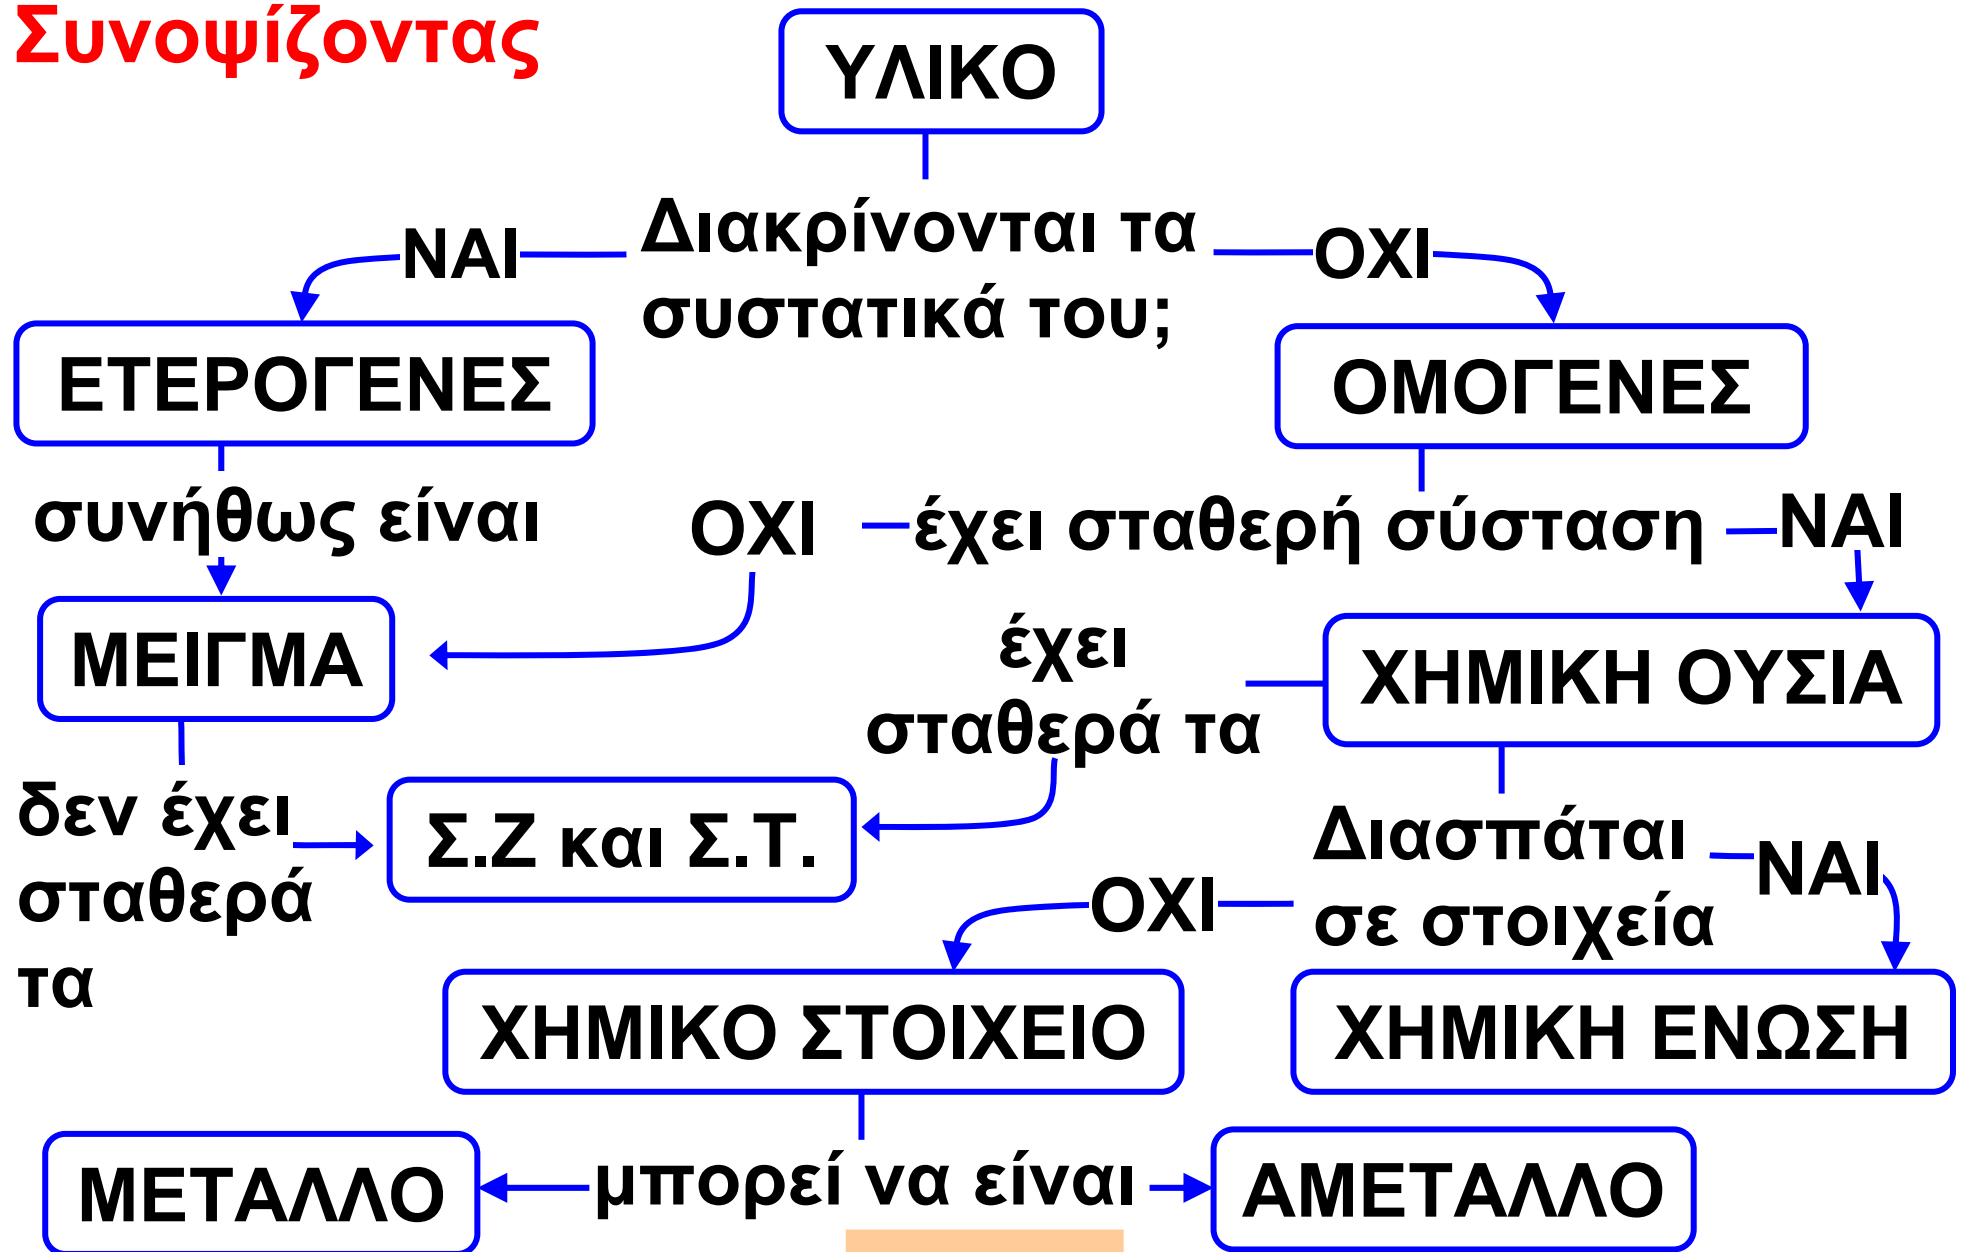 Συνοψίζοντας
ΥΛΙΚΟ
Διακρίνονται τα
συστατικά του;
ΝΑΙ
ΟΧΙ
ΕΤΕΡΟΓΕΝΕΣ
ΟΜΟΓΕΝΕΣ
συνήθως είναι
ΟΧΙ
έχει σταθερή σύσταση
ΝΑΙ
ΜΕΙΓΜΑ
έχει
σταθερά τα
ΧΗΜΙΚΗ ΟΥΣΙΑ
δεν έχει
σταθερά
τα
Σ.Ζ και Σ.Τ.
Διασπάται
σε στοιχεία
ΝΑΙ
ΟΧΙ
ΧΗΜΙΚΟ ΣΤΟΙΧΕΙΟ
ΧΗΜΙΚΗ ΕΝΩΣΗ
ΜΕΤΑΛΛΟ
μπορεί να είναι
ΑΜΕΤΑΛΛΟ